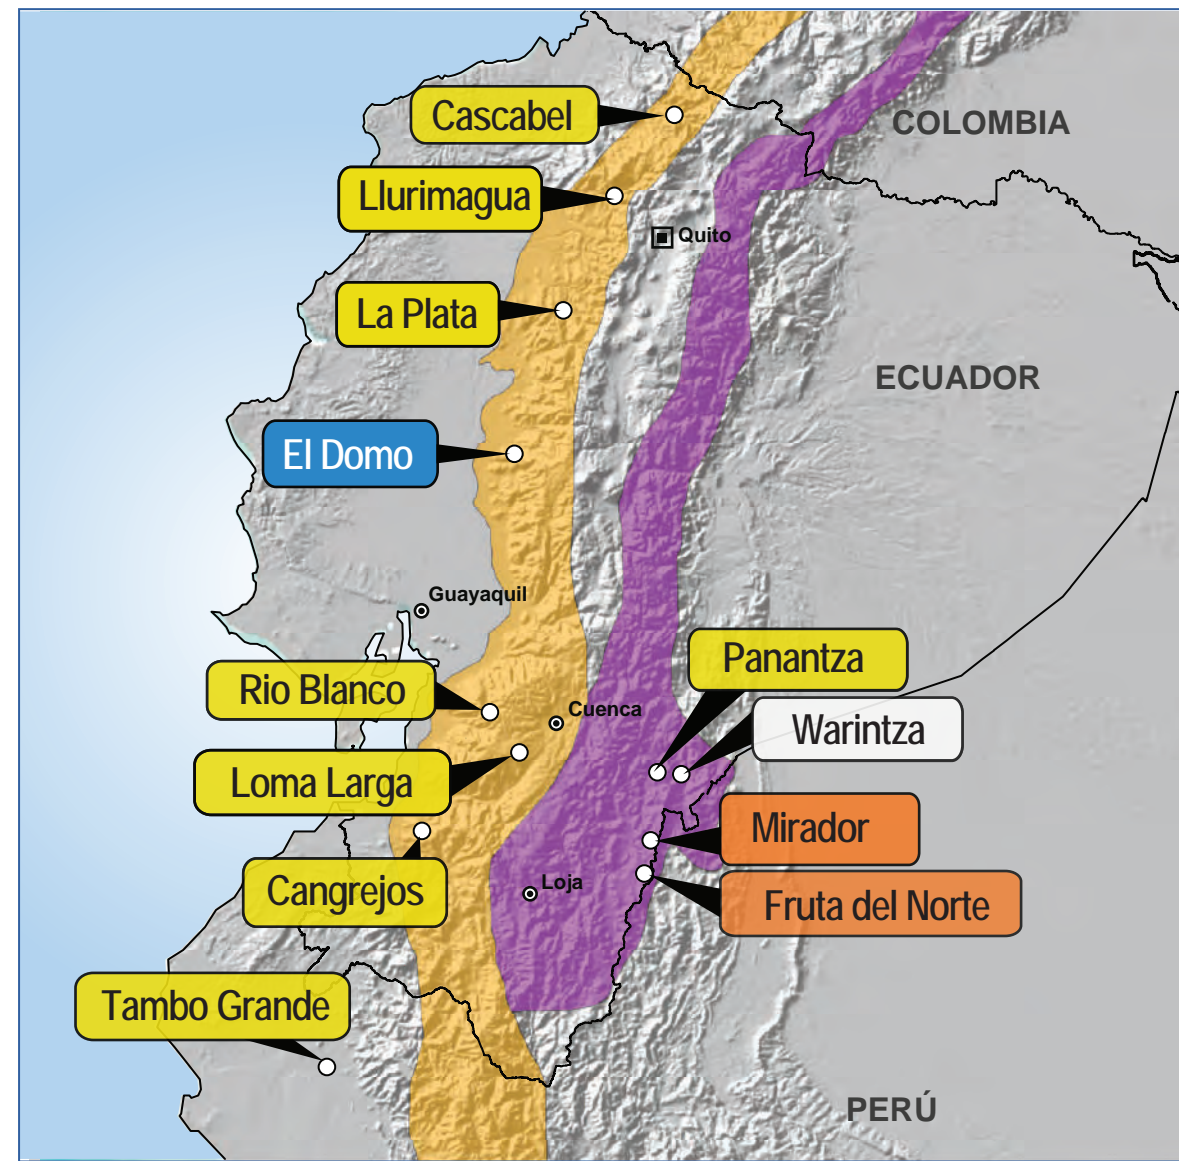 Cascabel
COLOMBIA
Llurimagua
Quito
La Plata
ECUADOR
El Domo
Guayaquil
Panantza
Rio Blanco
Cuenca
Warintza
Loma Larga
Mirador
Cangrejos
Loja
Fruta del Norte
Tambo Grande
PERÚ